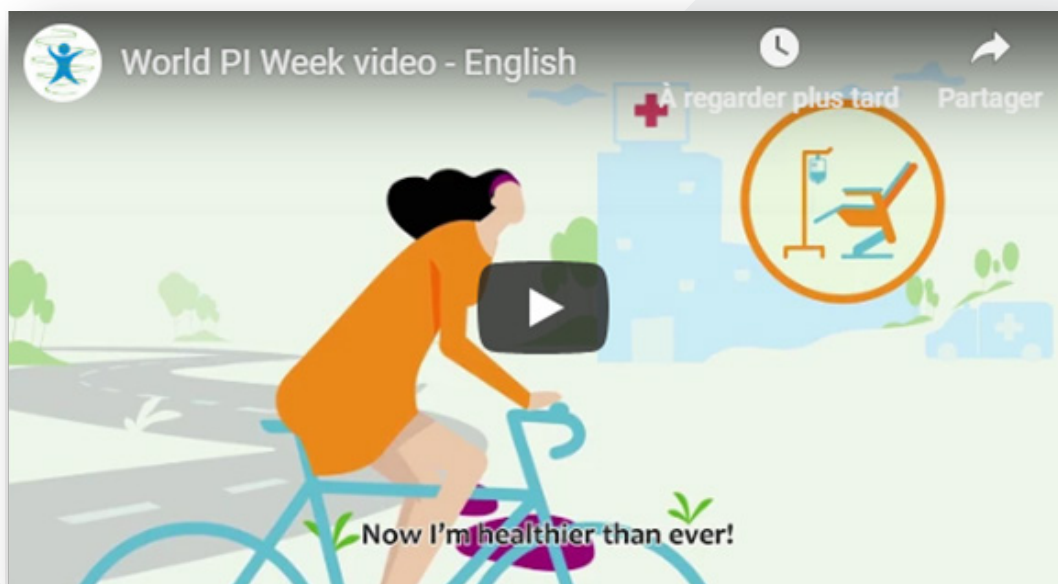 World PI Week video - English
À regarder plus tard
Partager
Now I'm healthier than ever!